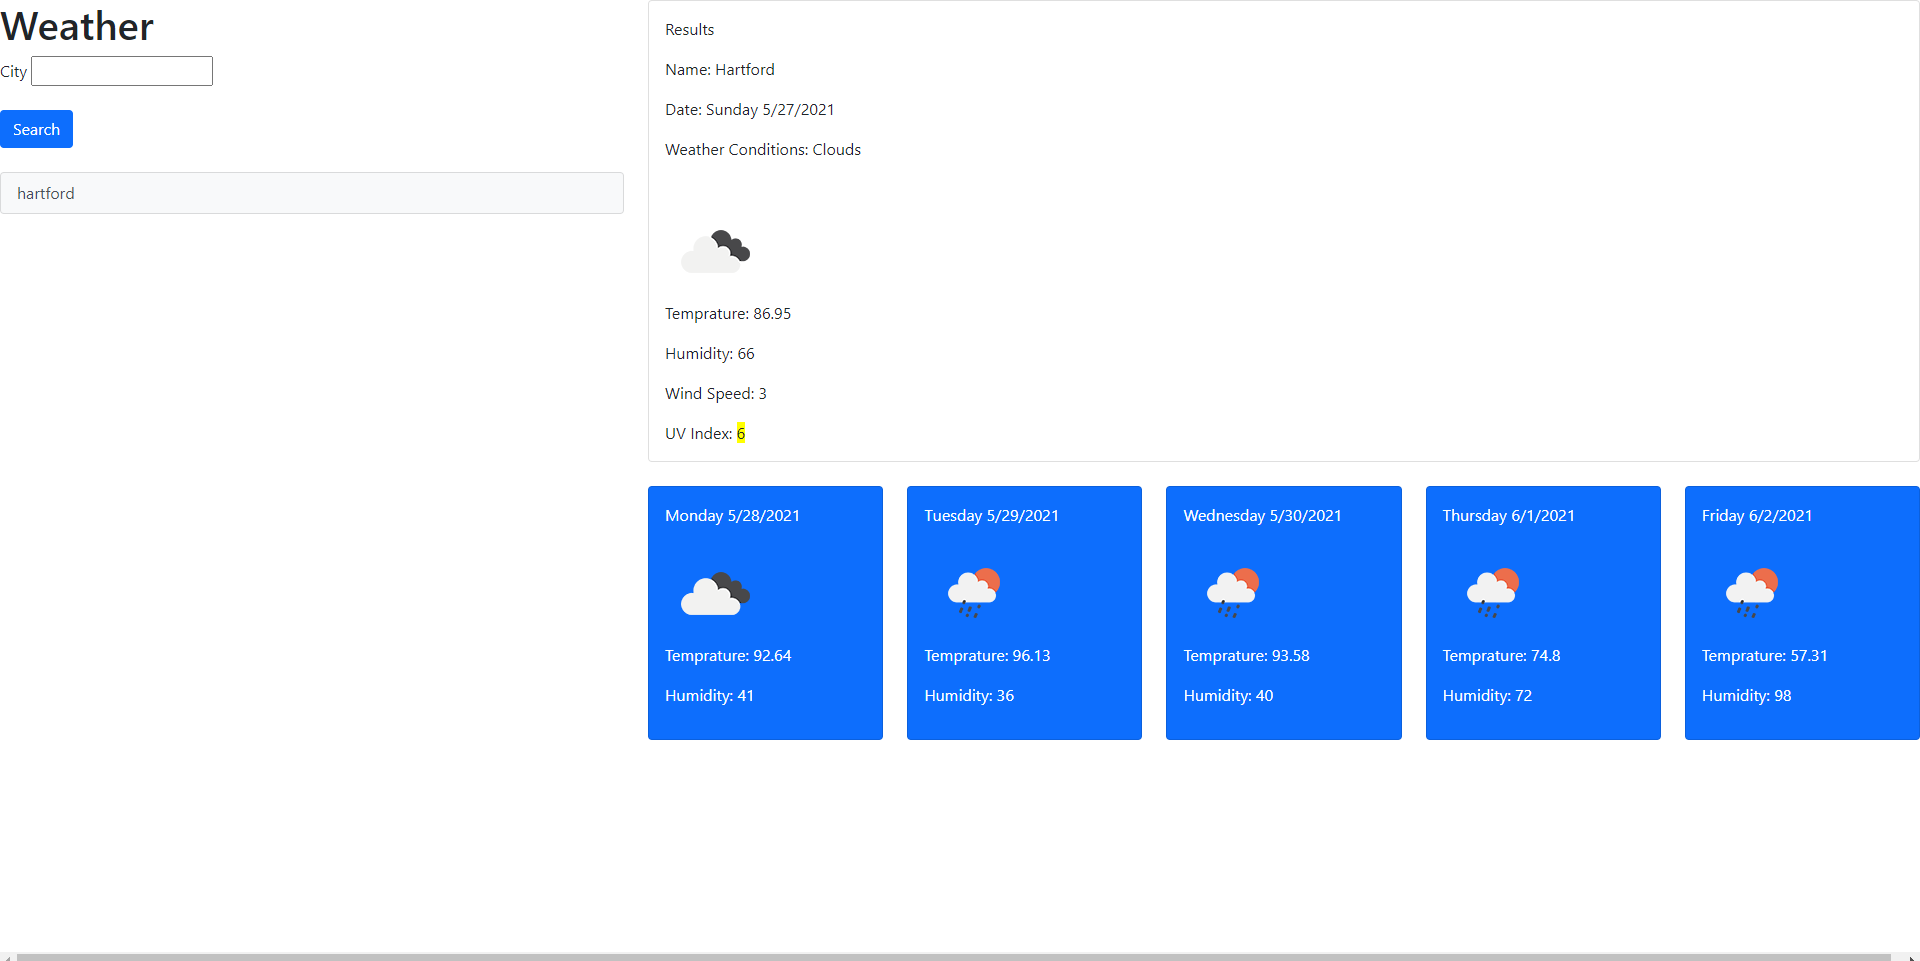 Weather
City
Search
hartford
Results
Name: Hartford
Date: Sunday 5/27/2021
Weather Conditions: Clouds
Temprature: 86.95
Humidity: 66
Wind Speed: 3
UV Index: 6
Monday 5/28/2021
Temprature: 92.64
Humidity: 41
Tuesday 5/29/2021
Temprature: 96.13
Humidity: 36
Wednesday 5/30/2021
Temprature: 93.58
Humidity: 40
Thursday 6/1/2021
Temprature: 74.8
Humidity: 72
Friday 6/2/2021
Temprature: 57.31
Humidity: 98